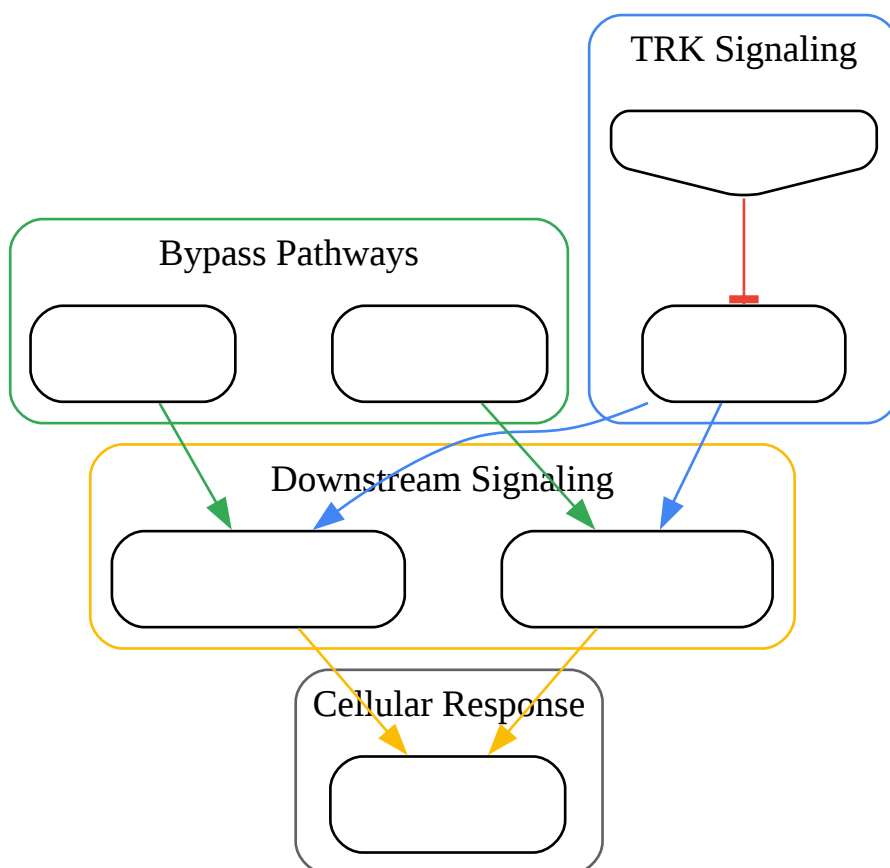 TRK Signaling
Bypass Pathways
Downstream Signaling
Cellular Response